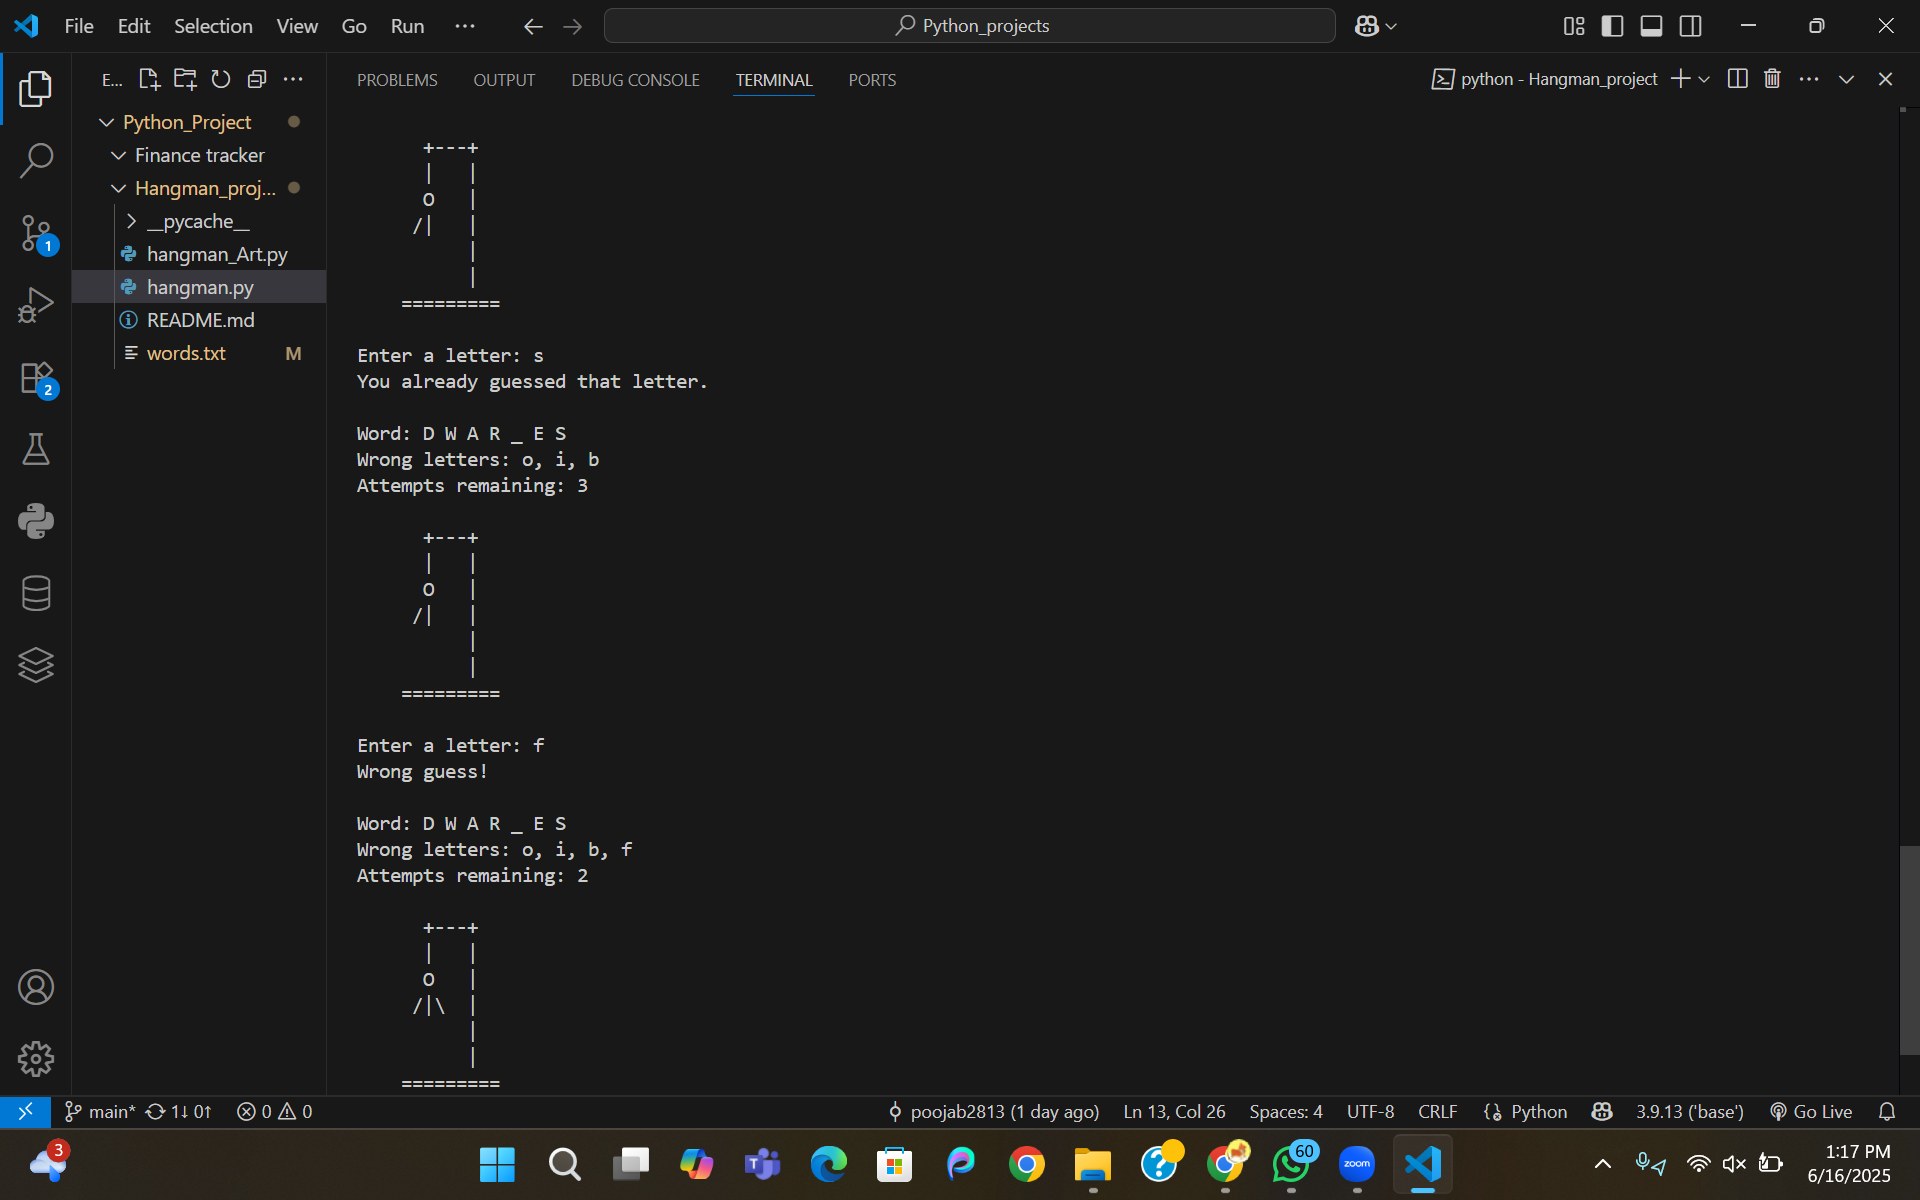 File Edit Selection View Go Run ··· Python_projects
E... PROBLEMS OUTPUT DEBUG CONSOLE TERMINAL PORTS python - Hangman_project
Python_Project
Finance tracker
Hangman_proj...
__pycache__
hangman_Art.py
hangman.py
README.md
words.txt M
1
2
    +---+
    |   |
    O   |
   /|   |
        |
        |
  =========
Enter a letter: s
You already guessed that letter.
Word: D W A R _ E S
Wrong letters: o, i, b
Attempts remaining: 3
    +---+
    |   |
    O   |
   /|   |
        |
        |
  =========
Enter a letter: f
Wrong guess!
Word: D W A R _ E S
Wrong letters: o, i, b, f
Attempts remaining: 2
    +---+
    |   |
    O   |
   /|\  |
        |
        |
  =========
main* 1↓ 0↑ 0 0 poojab2813 (1 day ago) Ln 13, Col 26 Spaces: 4 UTF-8 CRLF Python 3.9.13 ('base') Go Live
3 T 60 zoom 1:17 PM
6/16/2025